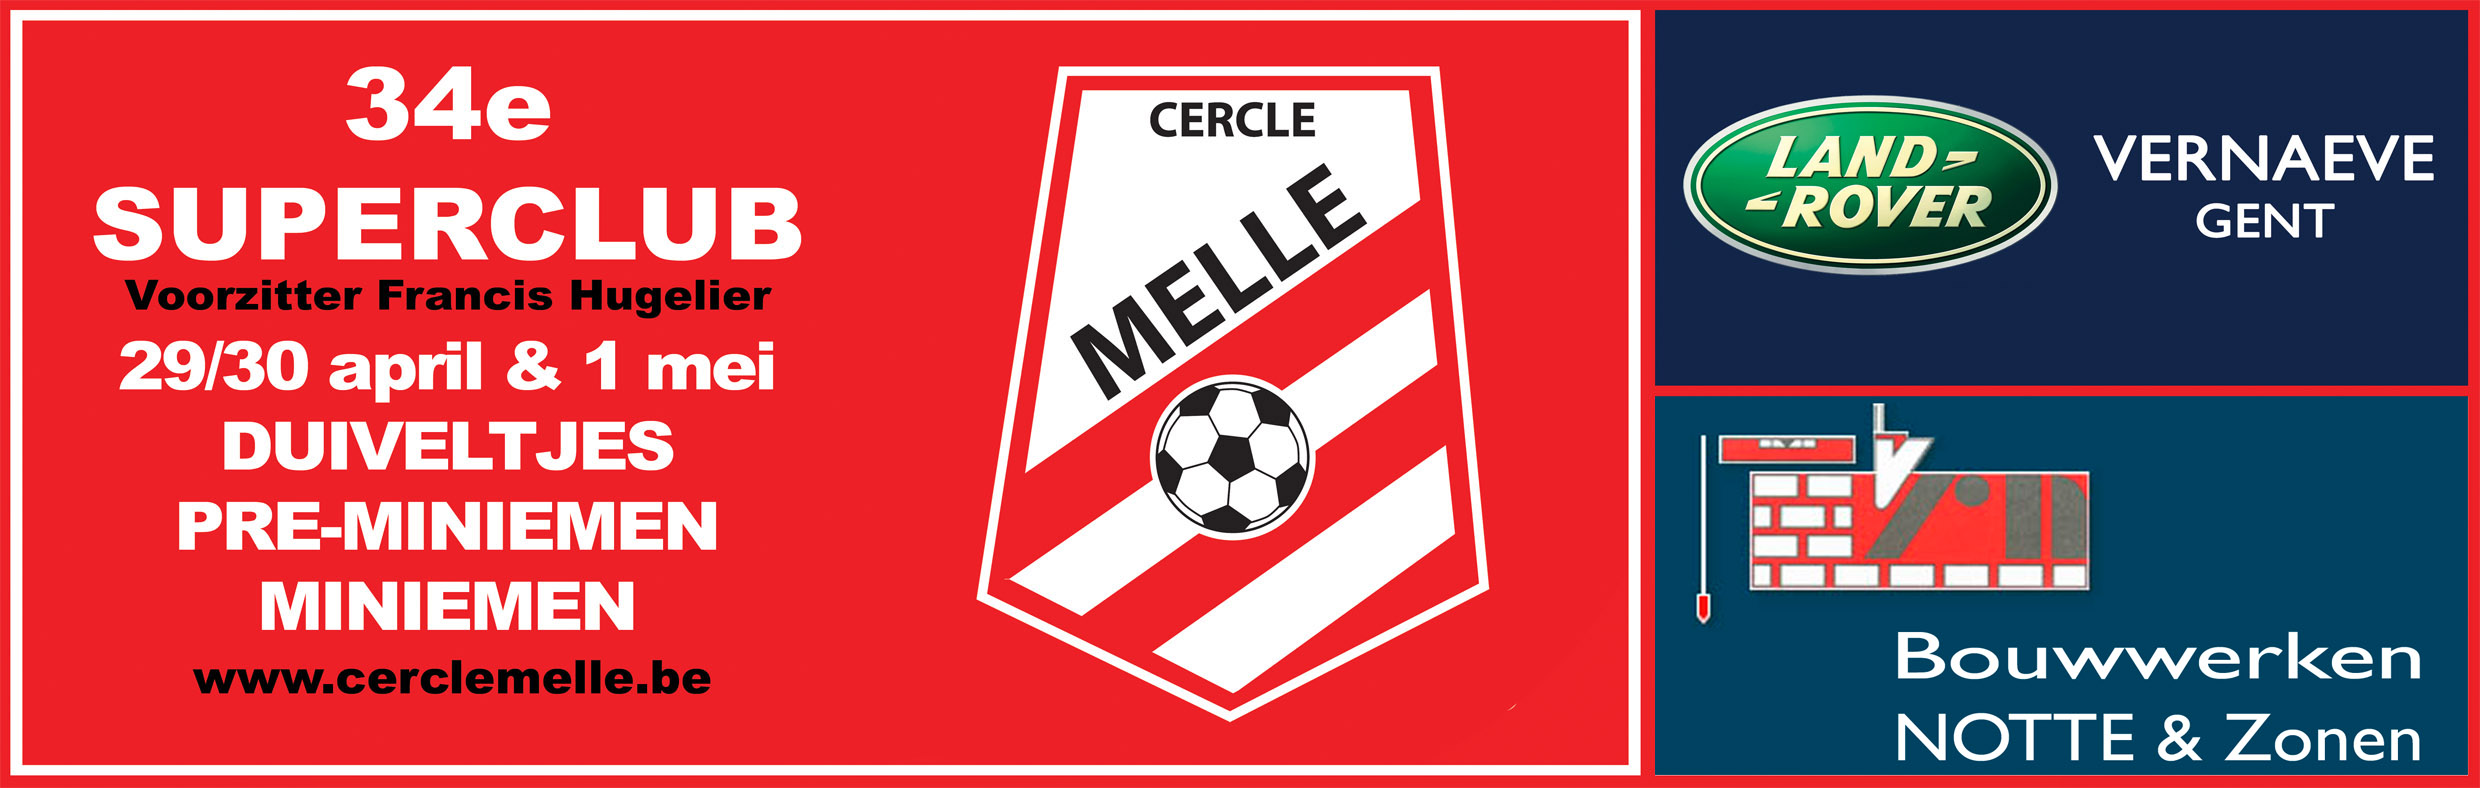 34e
SUPERCLUB
Voorzitter Francis Hugelier
29/30 april & 1 mei
DUIVELTJES
PRE-MINIEMEN
MINIEMEN
www.cerclemelle.be
CERCLE
MELLE
LAND-
ROVER
VERNAEVE
GENT
Bouwwerken
NOTTE & Zonen